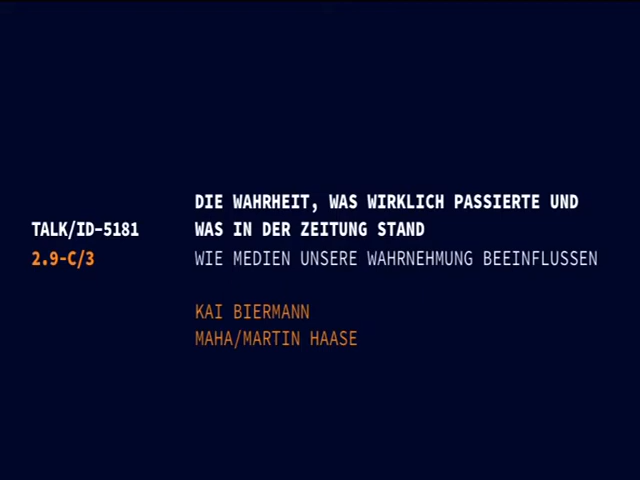 DIE WAHRHEIT, WAS WIRKLICH PASSIERTE UND
TALK/ID-5181 WAS IN DER ZEITUNG STAND
2.9-C/3 WIE MEDIEN UNSERE WAHRNEHMUNG BEEINFLUSSEN
KAI BIERMANN
MAHA/MARTIN HAASE